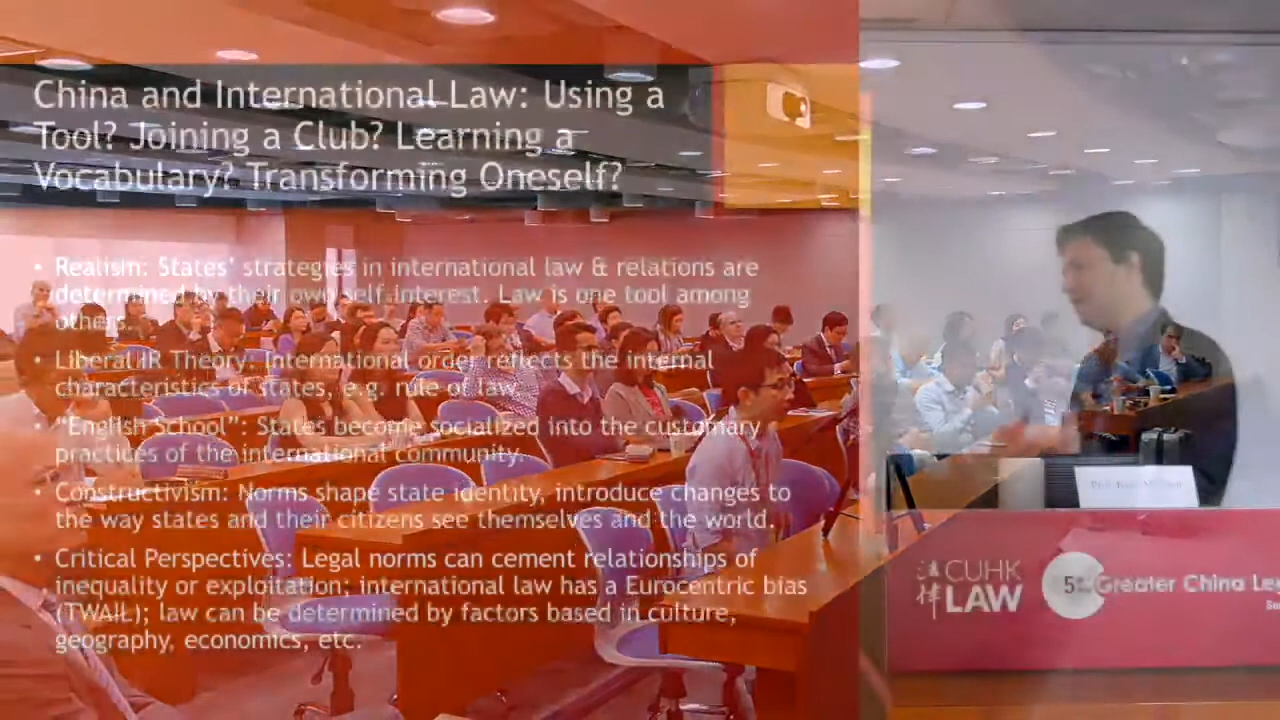 China and International Law: Using a
Tool? Joining a Club? Learning a
Vocabulary? Transforming Oneself?
• Realism: States' strategies in international law & relations are
determined by their own self-interest. Law is one tool among
others.
• Liberal IR Theory: International order reflects the internal
characteristics of states, e.g. rule of law.
• "English School": States become socialized into the customary
practices of the international community.
• Constructivism: Norms shape state identity, introduce changes to
the way states and their citizens see themselves and the world.
• Critical Perspectives: Legal norms can cement relationships of
inequality or exploitation; international law has a Eurocentric bias
(TWAIL); law can be determined by factors based in culture,
geography, economics, etc.
Prof.
法律 CUHK
LAW
Greater China